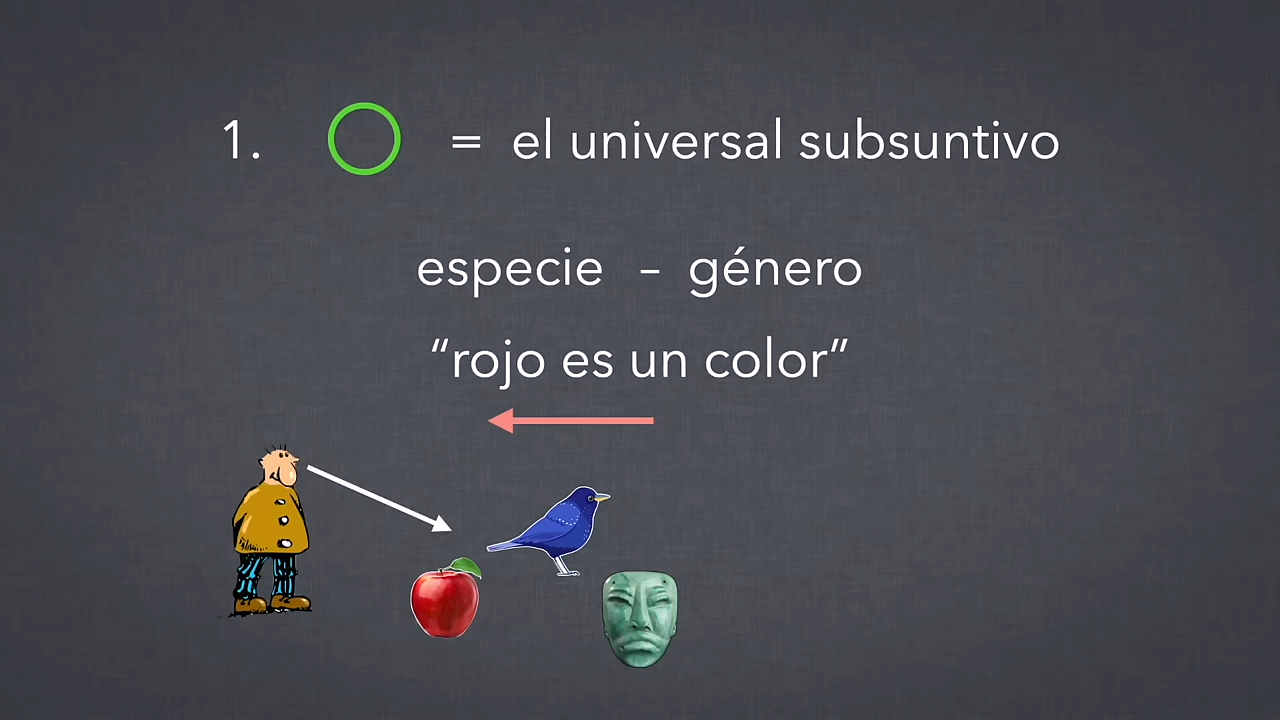 1. = el universal subsuntivo
especie – género
“rojo es un color”